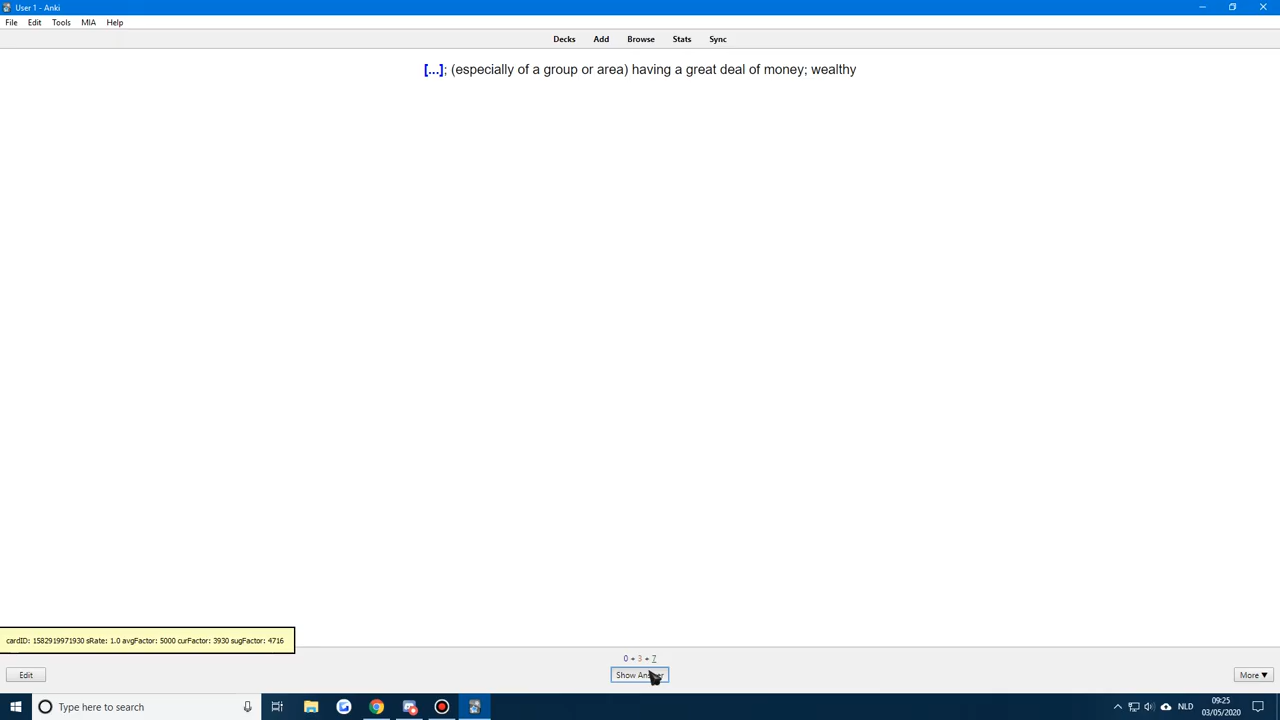 User 1 - Anki
File Edit Tools MIA Help
Decks Add Browse Stats Sync
[...]; (especially of a group or area) having a great deal of money; wealthy
cardID: 1582919971930 sRate: 1.0 avgFactor: 5000 curFactor: 3930 sugFactor: 4716
0 + 3 + 7
Edit Show Answer More ▼
Type here to search NLD 09:25
03/05/2020